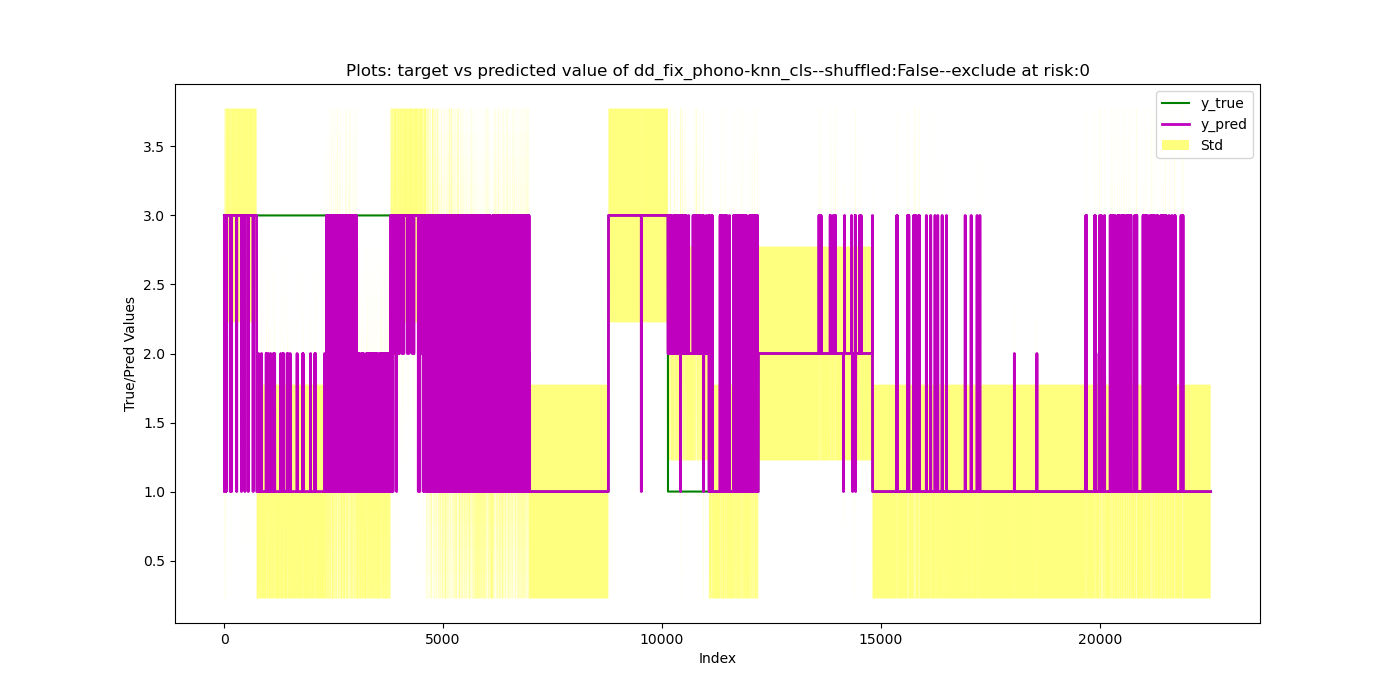 Plots: target vs predicted value of dd_fix_phono-knn_cls--shuffled:False--exclude at risk:0
y_true
y_pred
Std
3.5
3.0
2.5
2.0
1.5
1.0
0.5
True/Pred Values
0
5000
10000
15000
20000
Index